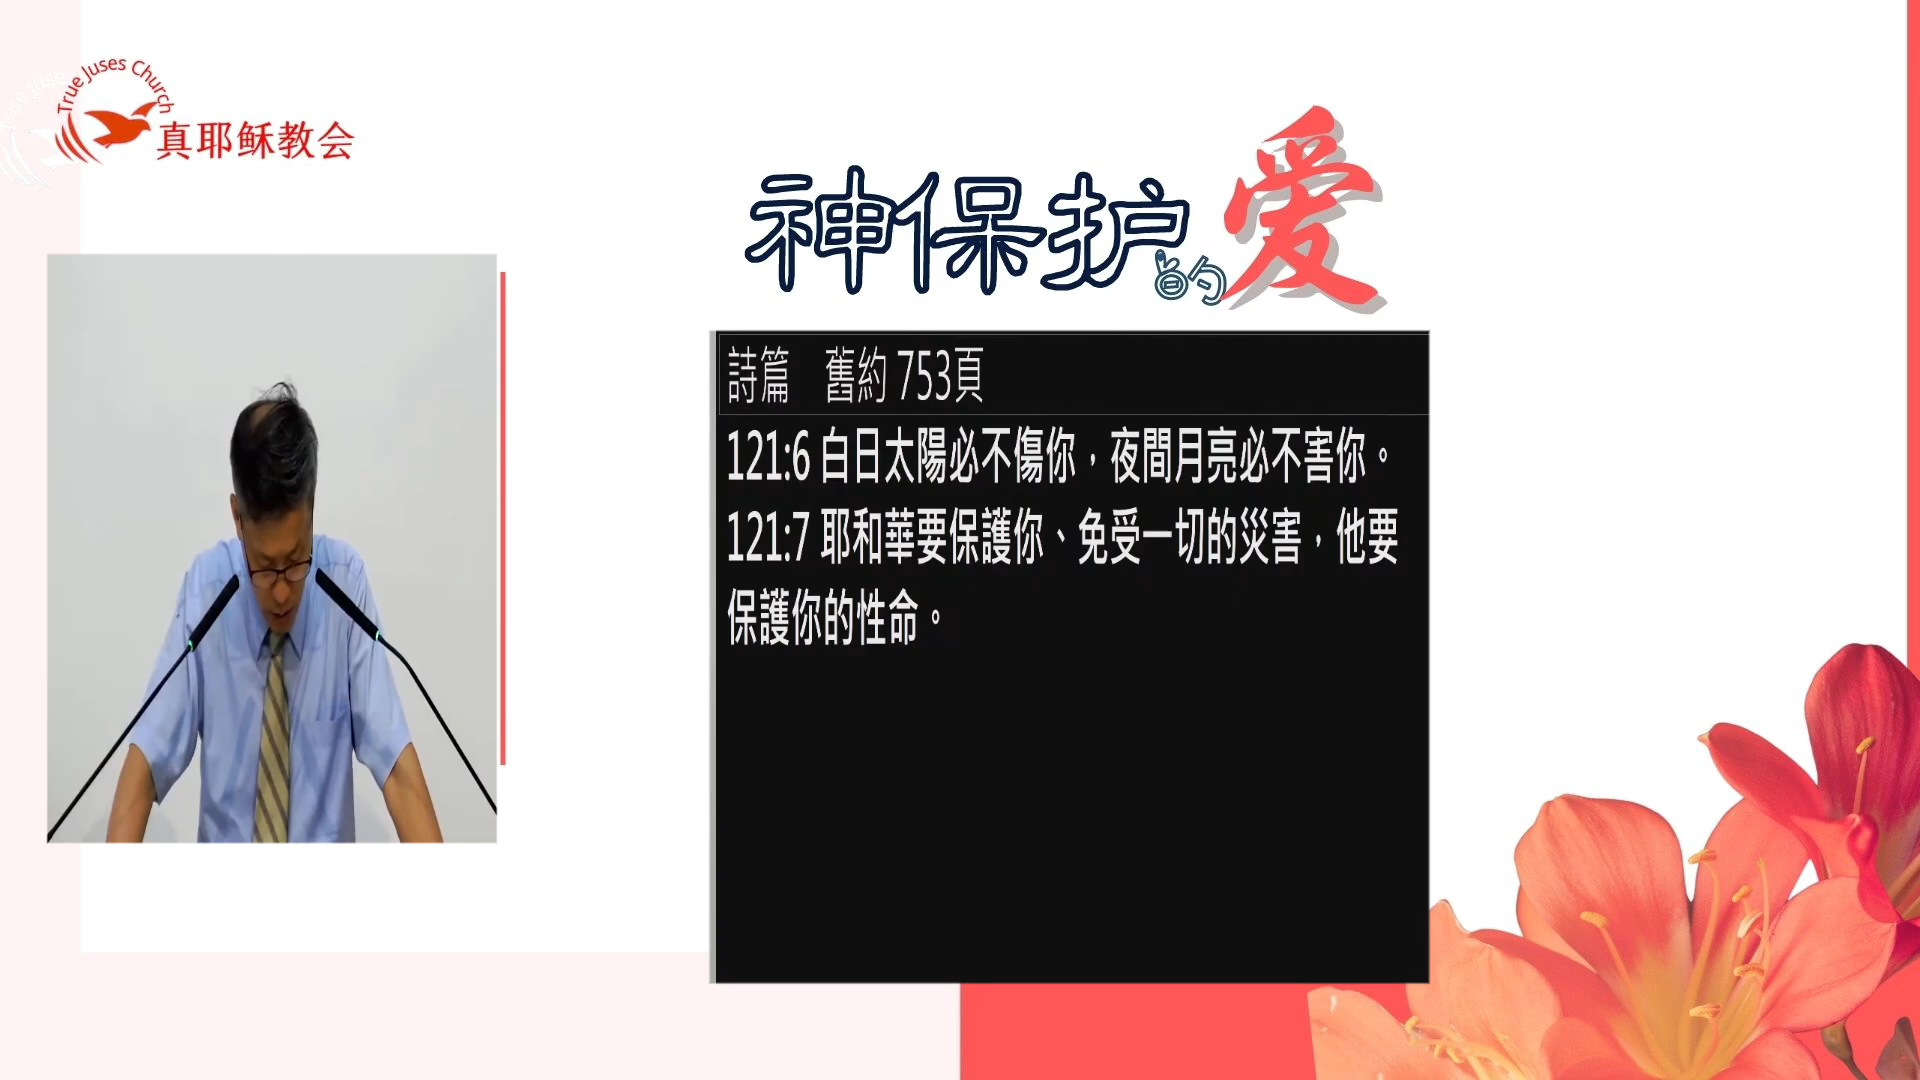 True Juses Church
真耶稣教会
神保护的爱
詩篇　舊約 753頁
121:6 白日太陽必不傷你，夜間月亮必不害你。
121:7 耶和華要保護你、免受一切的災害，他要
保護你的性命。